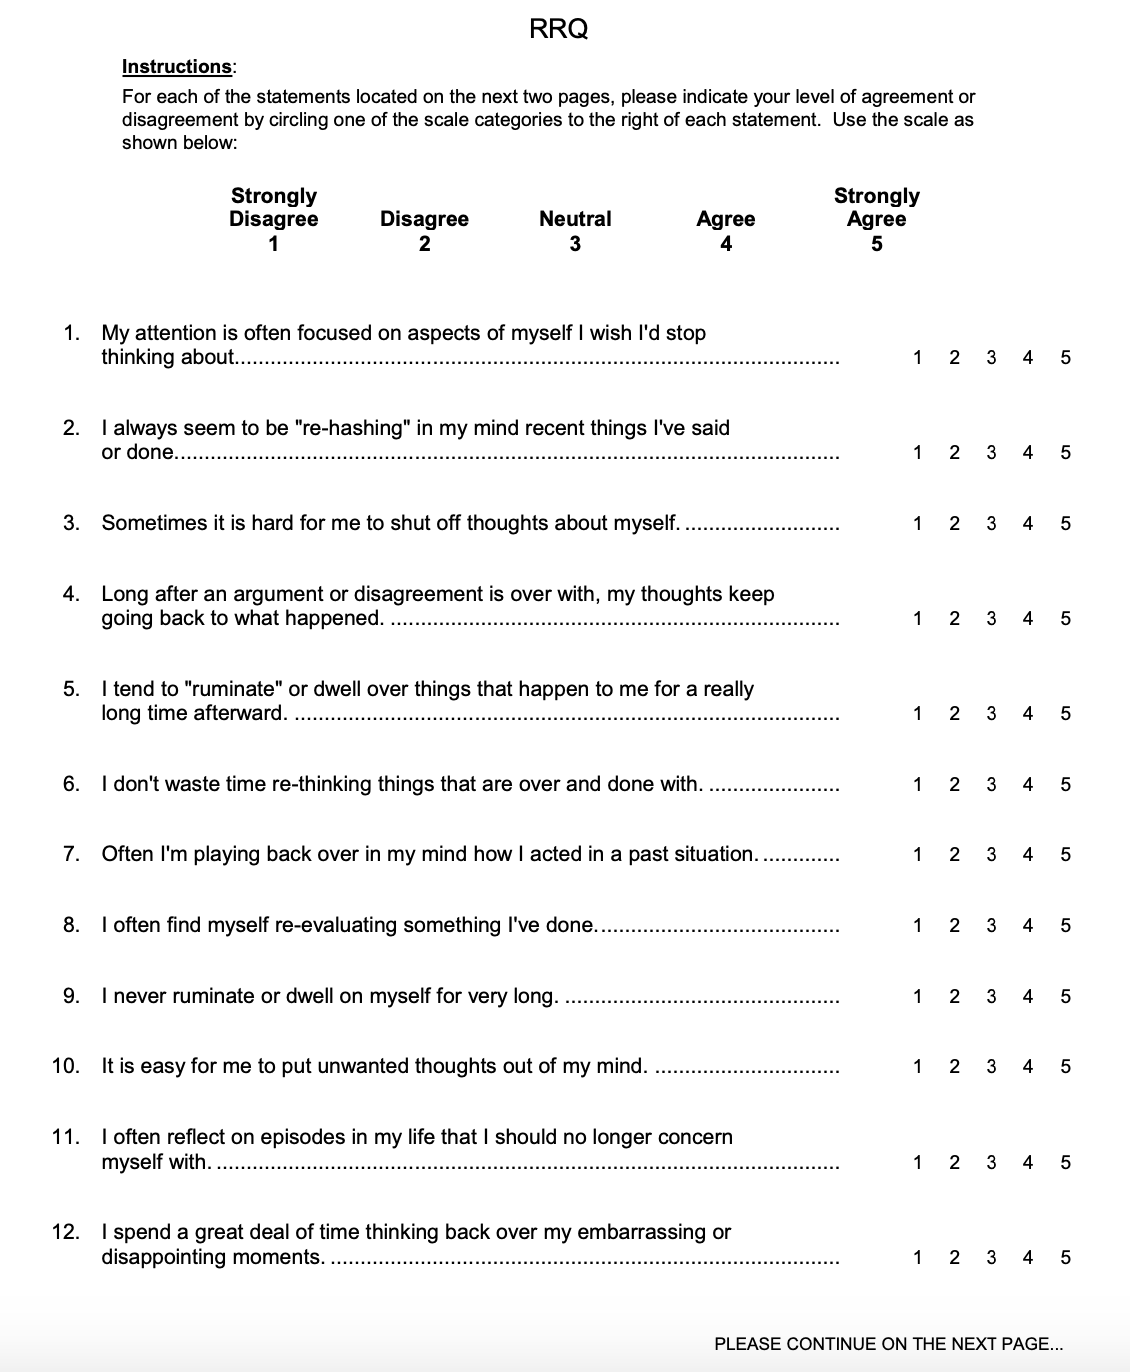 RRQ
Instructions:
For each of the statements located on the next two pages, please indicate your level of agreement or
disagreement by circling one of the scale categories to the right of each statement.  Use the scale as
shown below:
Strongly Strongly
Disagree Disagree Neutral Agree Agree
1 2 3 4 5
1. My attention is often focused on aspects of myself I wish I'd stop
thinking about..................................................................................................... 1 2 3 4 5
2. I always seem to be "re-hashing" in my mind recent things I've said
or done............................................................................................................... 1 2 3 4 5
3. Sometimes it is hard for me to shut off thoughts about myself. .......................... 1 2 3 4 5
4. Long after an argument or disagreement is over with, my thoughts keep
going back to what happened. ........................................................................... 1 2 3 4 5
5. I tend to "ruminate" or dwell over things that happen to me for a really
long time afterward. ........................................................................................... 1 2 3 4 5
6. I don't waste time re-thinking things that are over and done with. ...................... 1 2 3 4 5
7. Often I'm playing back over in my mind how I acted in a past situation. ............. 1 2 3 4 5
8. I often find myself re-evaluating something I've done......................................... 1 2 3 4 5
9. I never ruminate or dwell on myself for very long. .............................................. 1 2 3 4 5
10. It is easy for me to put unwanted thoughts out of my mind. ............................... 1 2 3 4 5
11. I often reflect on episodes in my life that I should no longer concern
myself with. ........................................................................................................ 1 2 3 4 5
12. I spend a great deal of time thinking back over my embarrassing or
disappointing moments. ..................................................................................... 1 2 3 4 5
PLEASE CONTINUE ON THE NEXT PAGE...